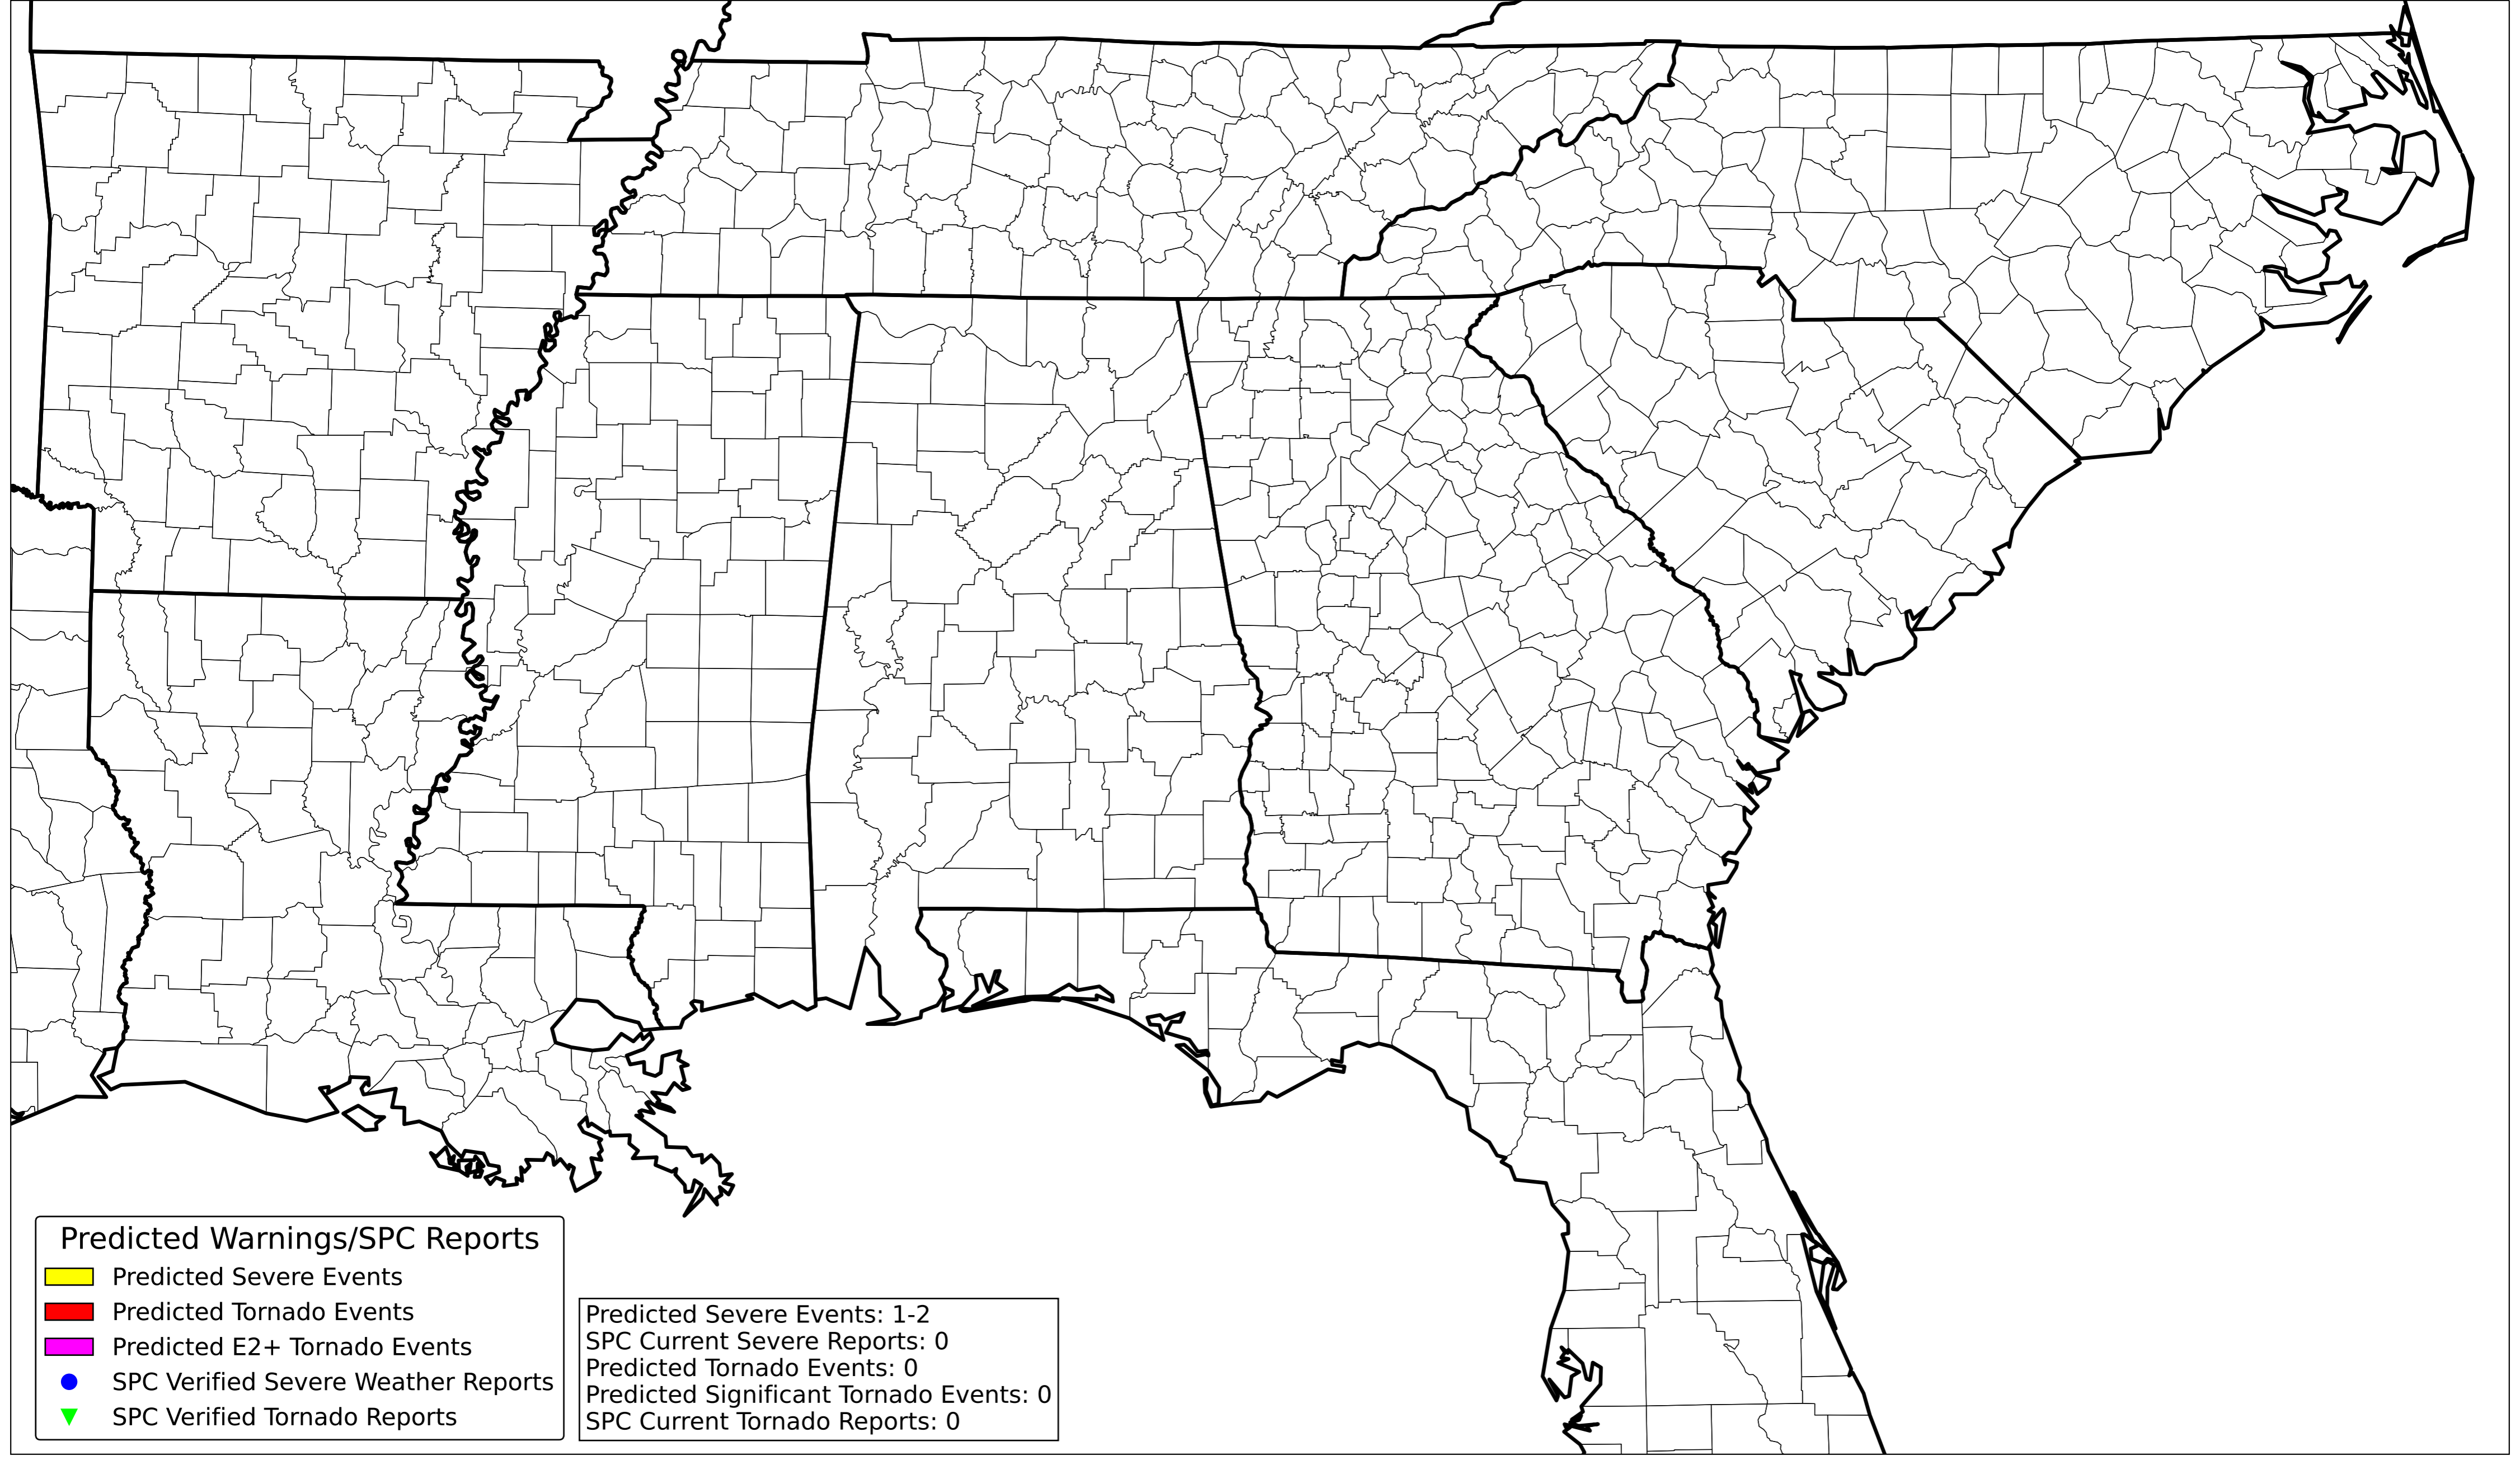 Predicted Warnings/SPC Reports
Predicted Severe Events
Predicted Tornado Events
Predicted E2+ Tornado Events
SPC Verified Severe Weather Reports
SPC Verified Tornado Reports
Predicted Severe Events: 1-2
SPC Current Severe Reports: 0
Predicted Tornado Events: 0
Predicted Significant Tornado Events: 0
SPC Current Tornado Reports: 0